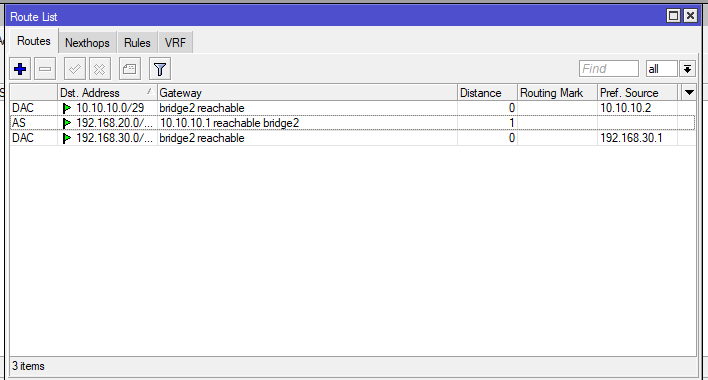 Route List
Routes Nexthops Rules VRF
Find all
Dst. Address Gateway Distance Routing Mark Pref. Source
DAC 10.10.10.0/29 bridge2 reachable 0 10.10.10.2
AS 192.168.20.0/... 10.10.10.1 reachable bridge2 1
DAC 192.168.30.0/... bridge2 reachable 0 192.168.30.1
3 items